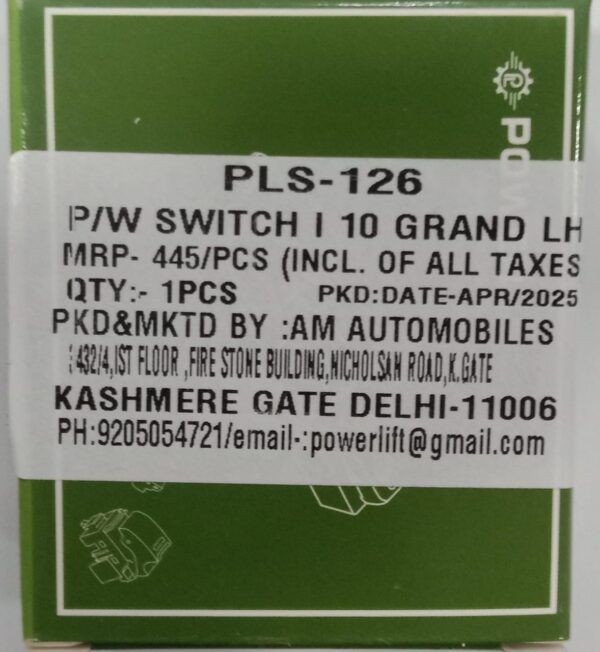 POW
PLS-126
P/W SWITCH I 10 GRAND LH
MRP- 445/PCS (INCL. OF ALL TAXES
QTY:- 1PCS PKD:DATE-APR/2025
PKD&MKTD BY :AM AUTOMOBILES
432/4,IST FLOOR ,FIRE STONE BUILDING,NICHOLSAN ROAD,K.GATE
KASHMERE GATE DELHI-11006
PH:9205054721/email-:powerlift@gmail.com